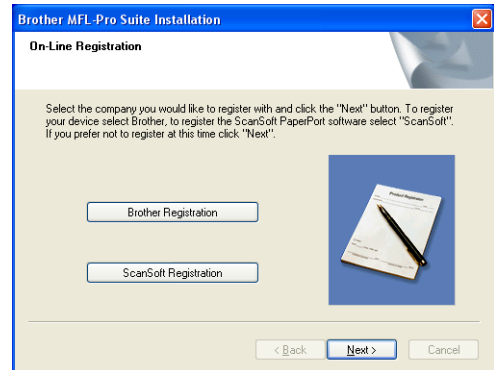 Brother MFL-Pro Suite Installation
On-Line Registration
Select the company you would like to register with and click the "Next" button. To register
your device select Brother, to register the ScanSoft PaperPort software select "ScanSoft".
If you prefer not to register at this time click "Next".
Product Registration
Brother Registration
ScanSoft Registration
< Back
Next >
Cancel